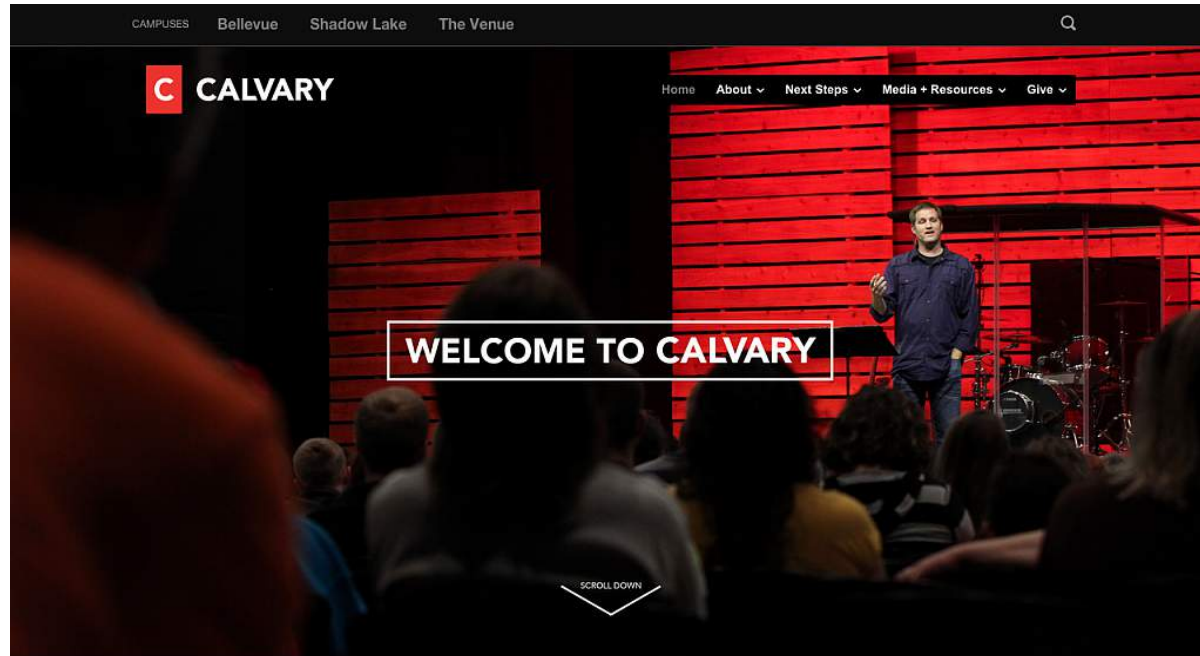 CAMPUSES Bellevue Shadow Lake The Venue
C CALVARY
Home About Next Steps Media + Resources Give
WELCOME TO CALVARY
SCROLL DOWN